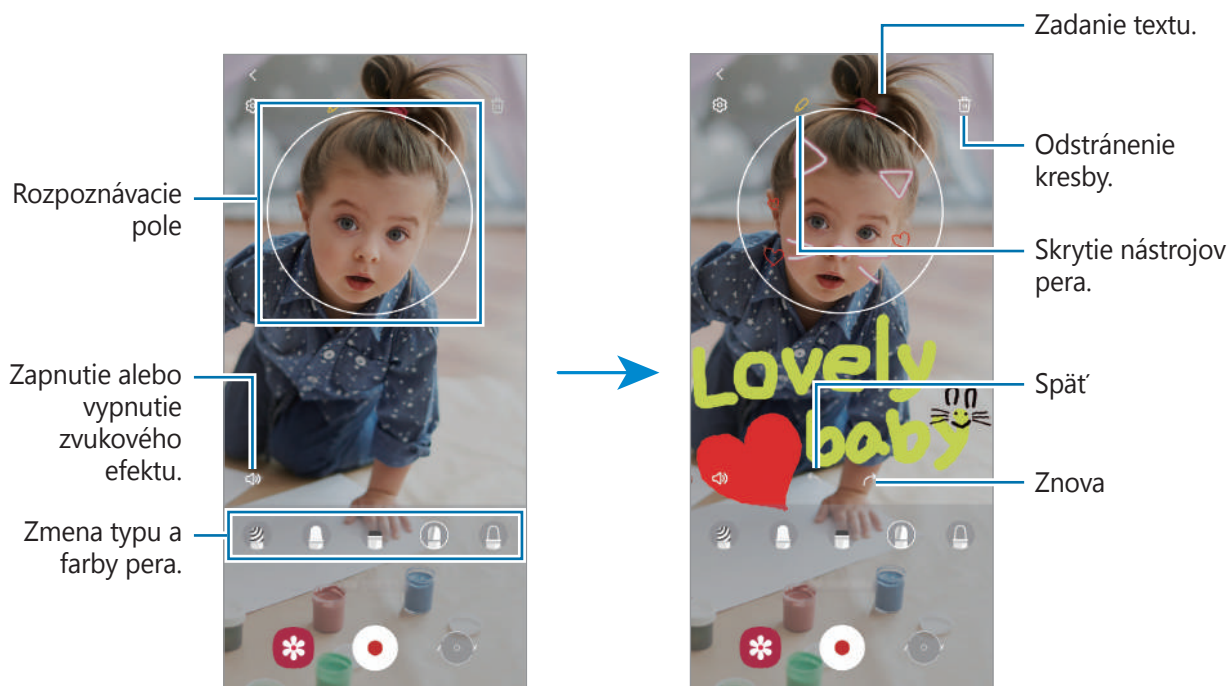 Rozpoznávacie
pole
Zapnutie alebo
vypnutie
zvukového
efektu.
Zmena typu a
farby pera.
Zadanie textu.
Odstránenie
kresby.
Skrytie nástrojov
pera.
Späť
Znova
Lovely
baby